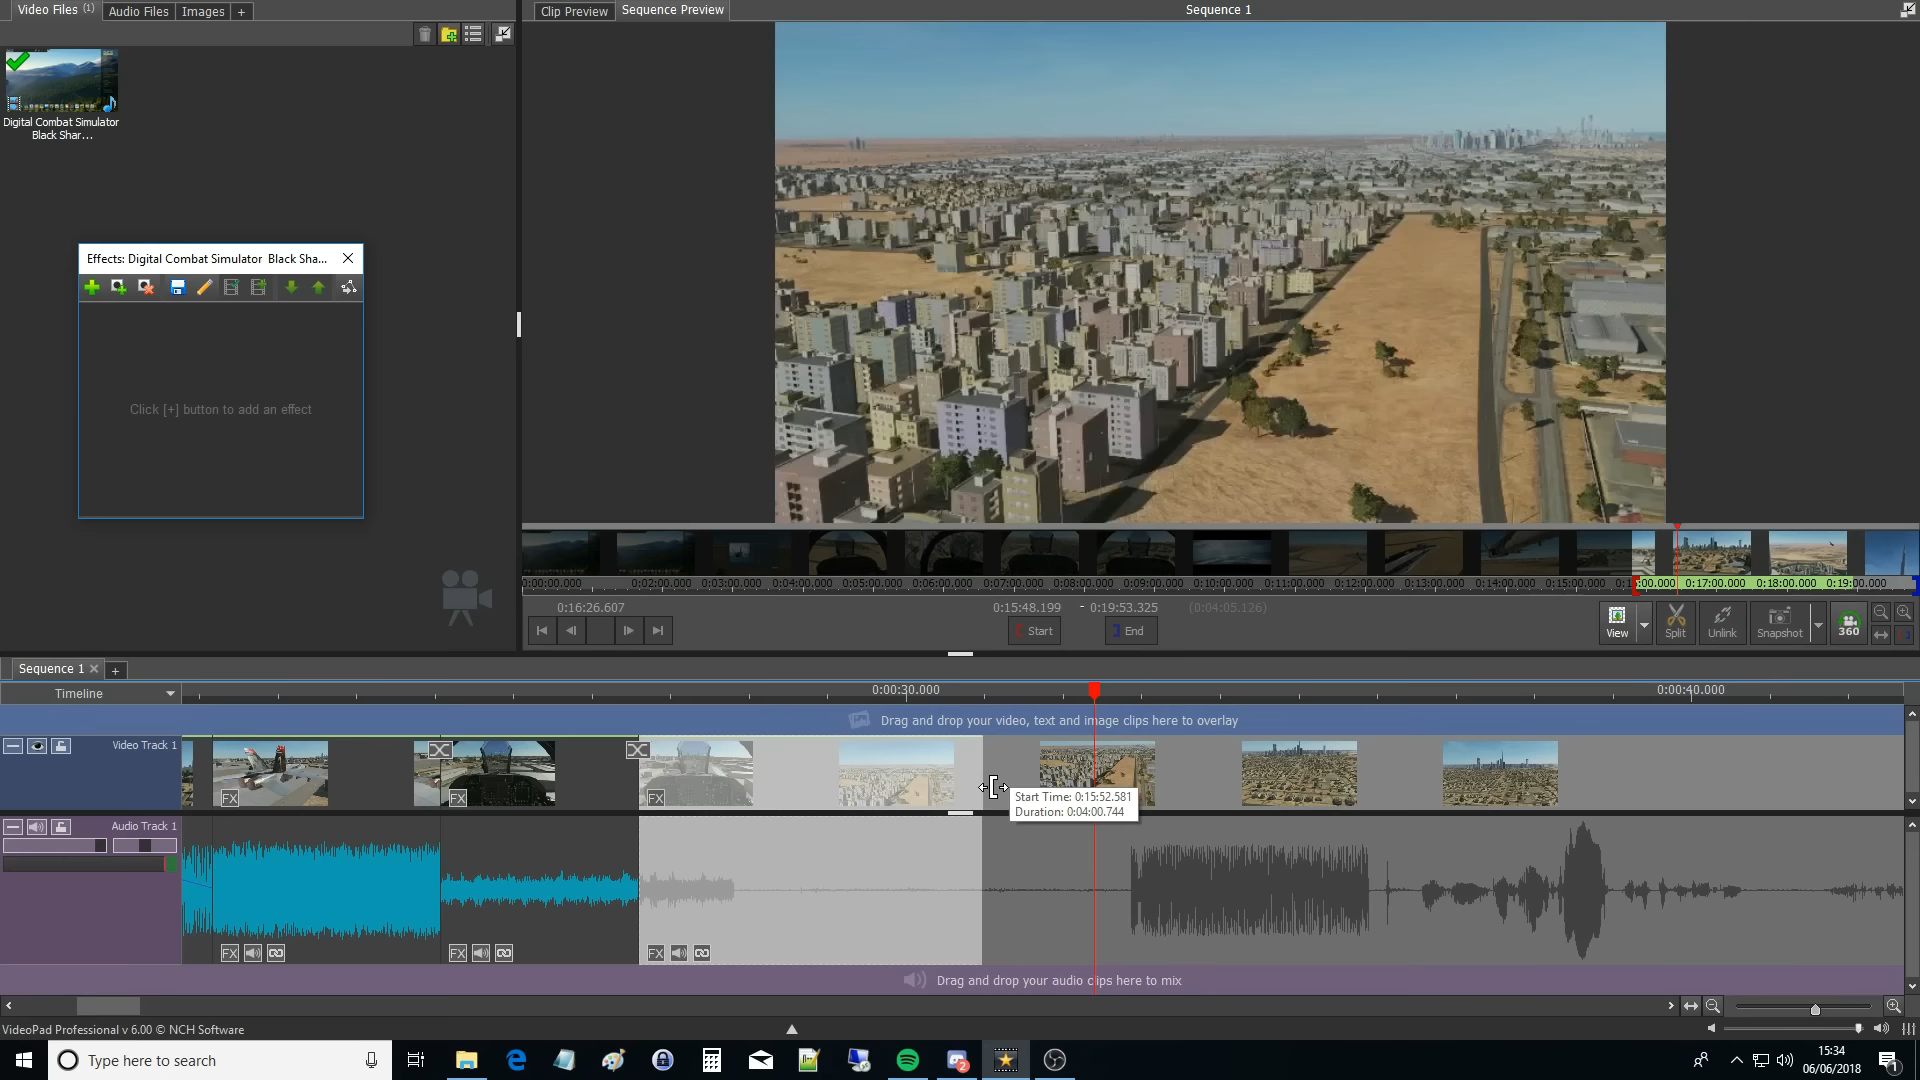 Video Files (1)
Audio Files
Images
+
Clip Preview
Sequence Preview
Sequence 1
Digital Combat Simulator
Black Shar...
Effects: Digital Combat Simulator Black Sha...
Click [+] button to add an effect
0:00:00.000
0:02:00.000
0:03:00.000
0:04:00.000
0:05:00.000
0:06:00.000
0:07:00.000
0:08:00.000
0:09:00.000
0:10:00.000
0:11:00.000
0:12:00.000
0:13:00.000
0:14:00.000
0:15:00.000
0:17:00.000
0:18:00.000
0:19:00.000
0:16:26.607
0:15:48.199 - 0:19:53.325 (0:04:05.126)
Start
End
View
Split
Unlink
Snapshot
360
Sequence 1
+
Timeline
0:00:30.000
0:00:40.000
Drag and drop your video, text and image clips here to overlay
Video Track 1
FX
FX
FX
Start Time: 0:15:52.581
Duration: 0:04:00.744
Audio Track 1
FX
FX
FX
Drag and drop your audio clips here to mix
VideoPad Professional v 6.00 © NCH Software
Type here to search
2
15:34
06/06/2018
1